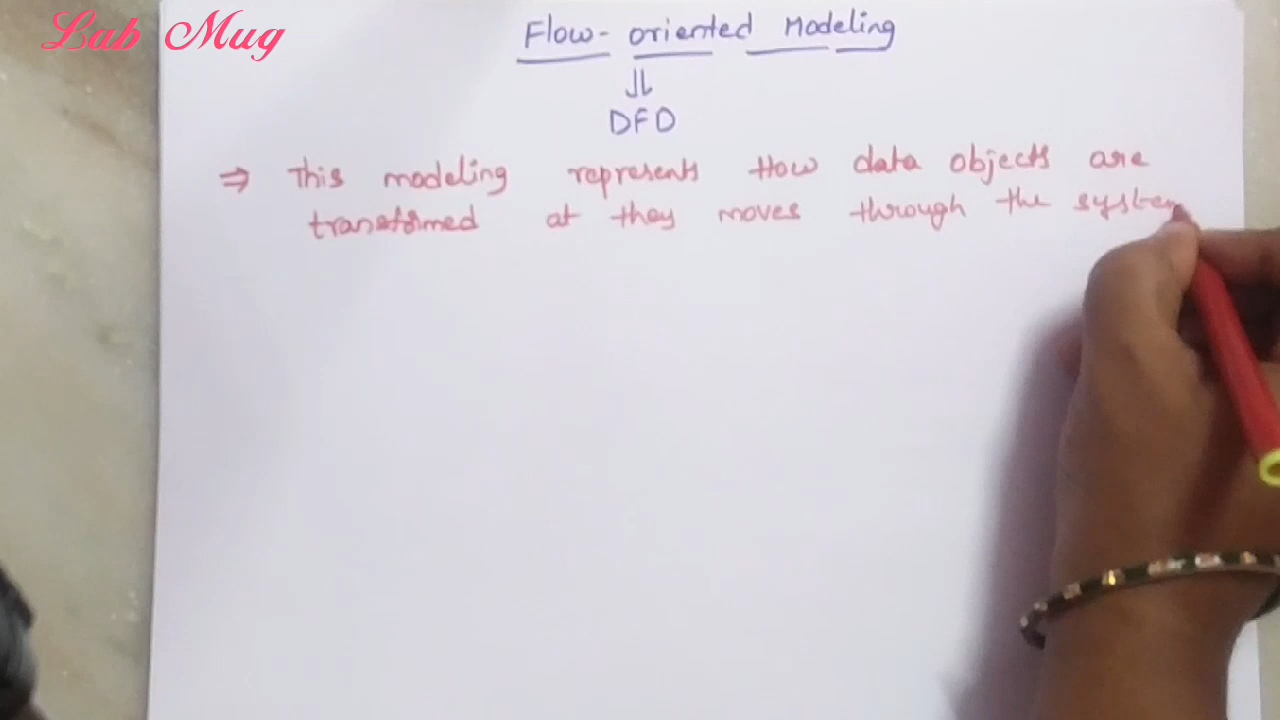 Lab Mug
Flow-oriented Modeling
⇓
DFD
⇒ This modeling represents How data objects are
transformed at they moves through the system